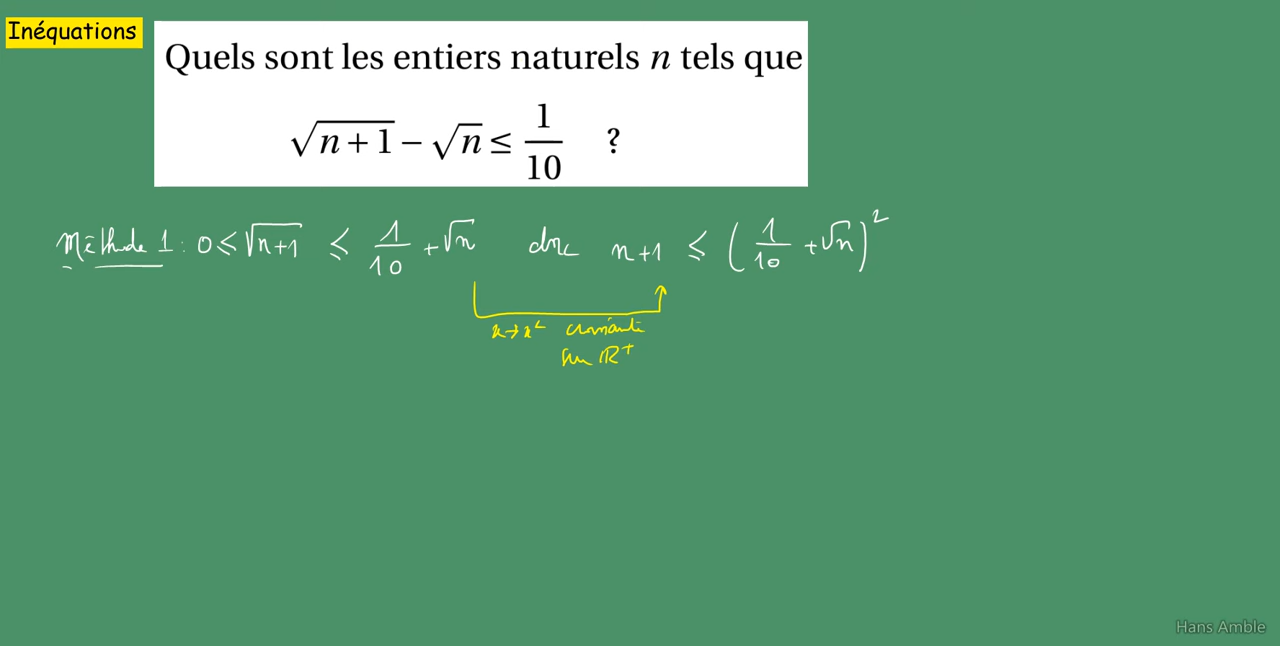 Inéquations
Quels sont les entiers naturels n tels que
√(n+1) − √n ≤ 1/10 ?
Méthode 1 : 0 ≤ √(n+1) ≤ 1/10 + √n donc n+1 ≤ (1/10 + √n)²
x → x² croissante
sur ℝ⁺
Hans Amble